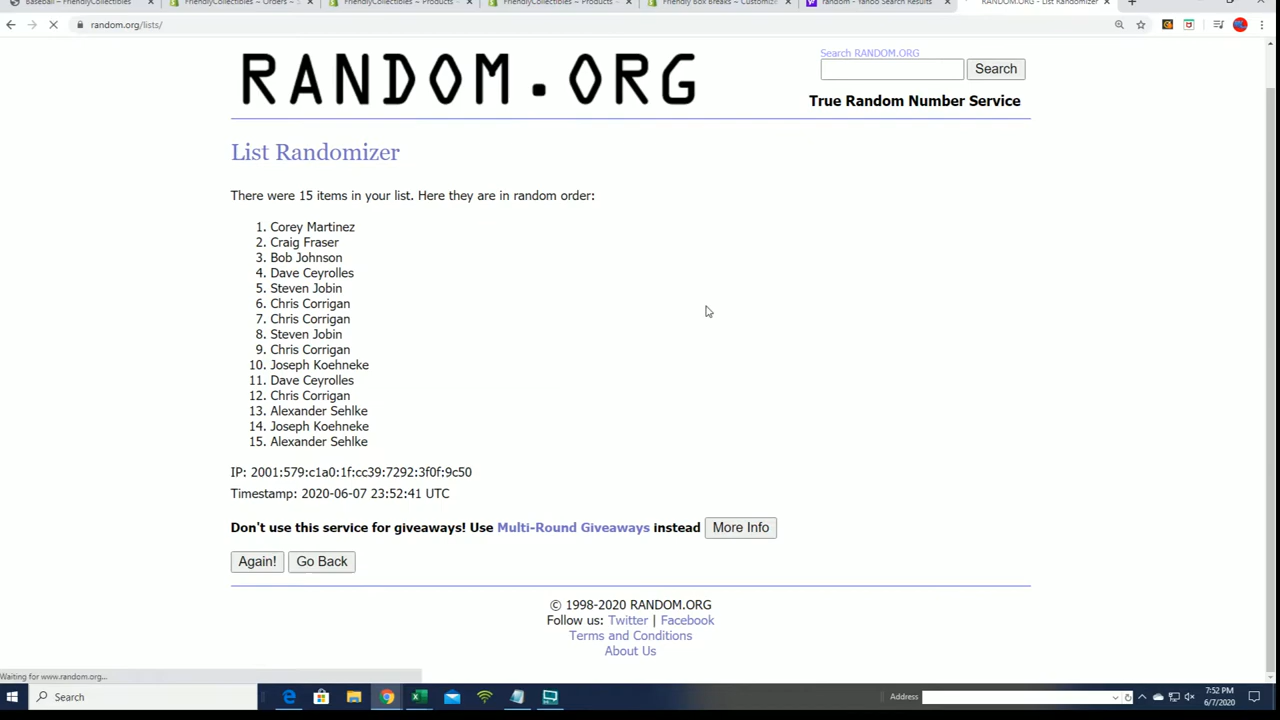 Baseball – FriendlyCollectibles
FriendlyCollectibles ~ Orders ~ S
FriendlyCollectibles ~ Products ~
FriendlyCollectibles ~ Products ~
Friendly Box Breaks ~ Customize
random - Yahoo Search Results
RANDOM.ORG - List Randomizer
random.org/lists/
RANDOM.ORG
Search RANDOM.ORG
Search
True Random Number Service
List Randomizer
There were 15 items in your list. Here they are in random order:
1. Corey Martinez
2. Craig Fraser
3. Bob Johnson
4. Dave Ceyrolles
5. Steven Jobin
6. Chris Corrigan
7. Chris Corrigan
8. Steven Jobin
9. Chris Corrigan
10. Joseph Koehneke
11. Dave Ceyrolles
12. Chris Corrigan
13. Alexander Sehlke
14. Joseph Koehneke
15. Alexander Sehlke
IP: 2001:579:c1a0:1f:cc39:7292:3f0f:9c50
Timestamp: 2020-06-07 23:52:41 UTC
Don't use this service for giveaways! Use Multi-Round Giveaways instead More Info
Again! Go Back
© 1998-2020 RANDOM.ORG
Follow us: Twitter | Facebook
Terms and Conditions
About Us
Waiting for www.random.org...
Search
Address
7:52 PM
6/7/2020